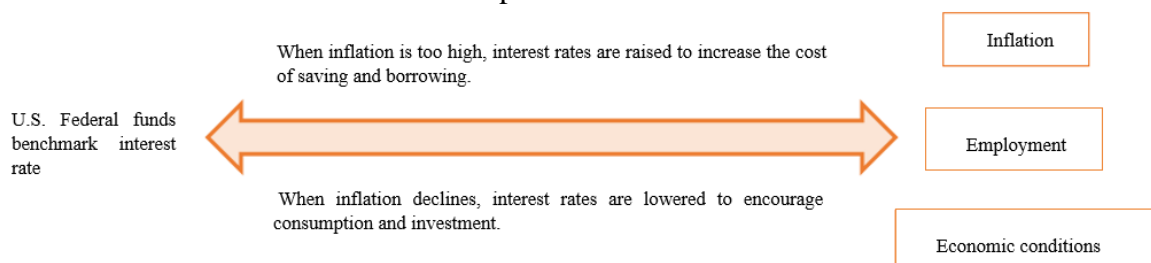 When inflation is too high, interest rates are raised to increase the cost
of saving and borrowing.
Inflation
U.S. Federal funds
benchmark interest
rate
Employment
When inflation declines, interest rates are lowered to encourage
consumption and investment.
Economic conditions